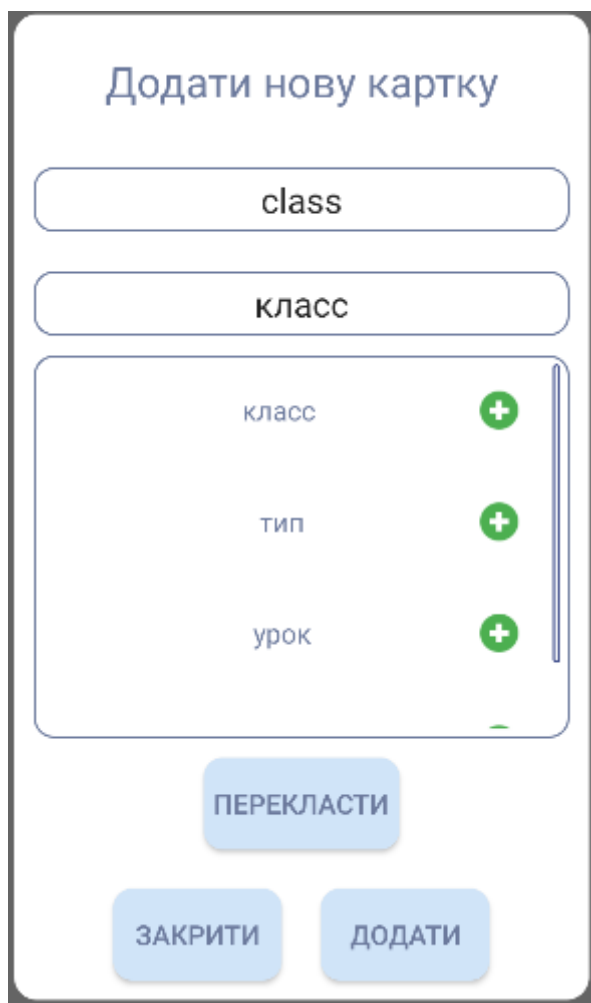 Додати нову картку
class
класс
класс
тип
урок
ПЕРЕКЛАСТИ
ЗАКРИТИ ДОДАТИ